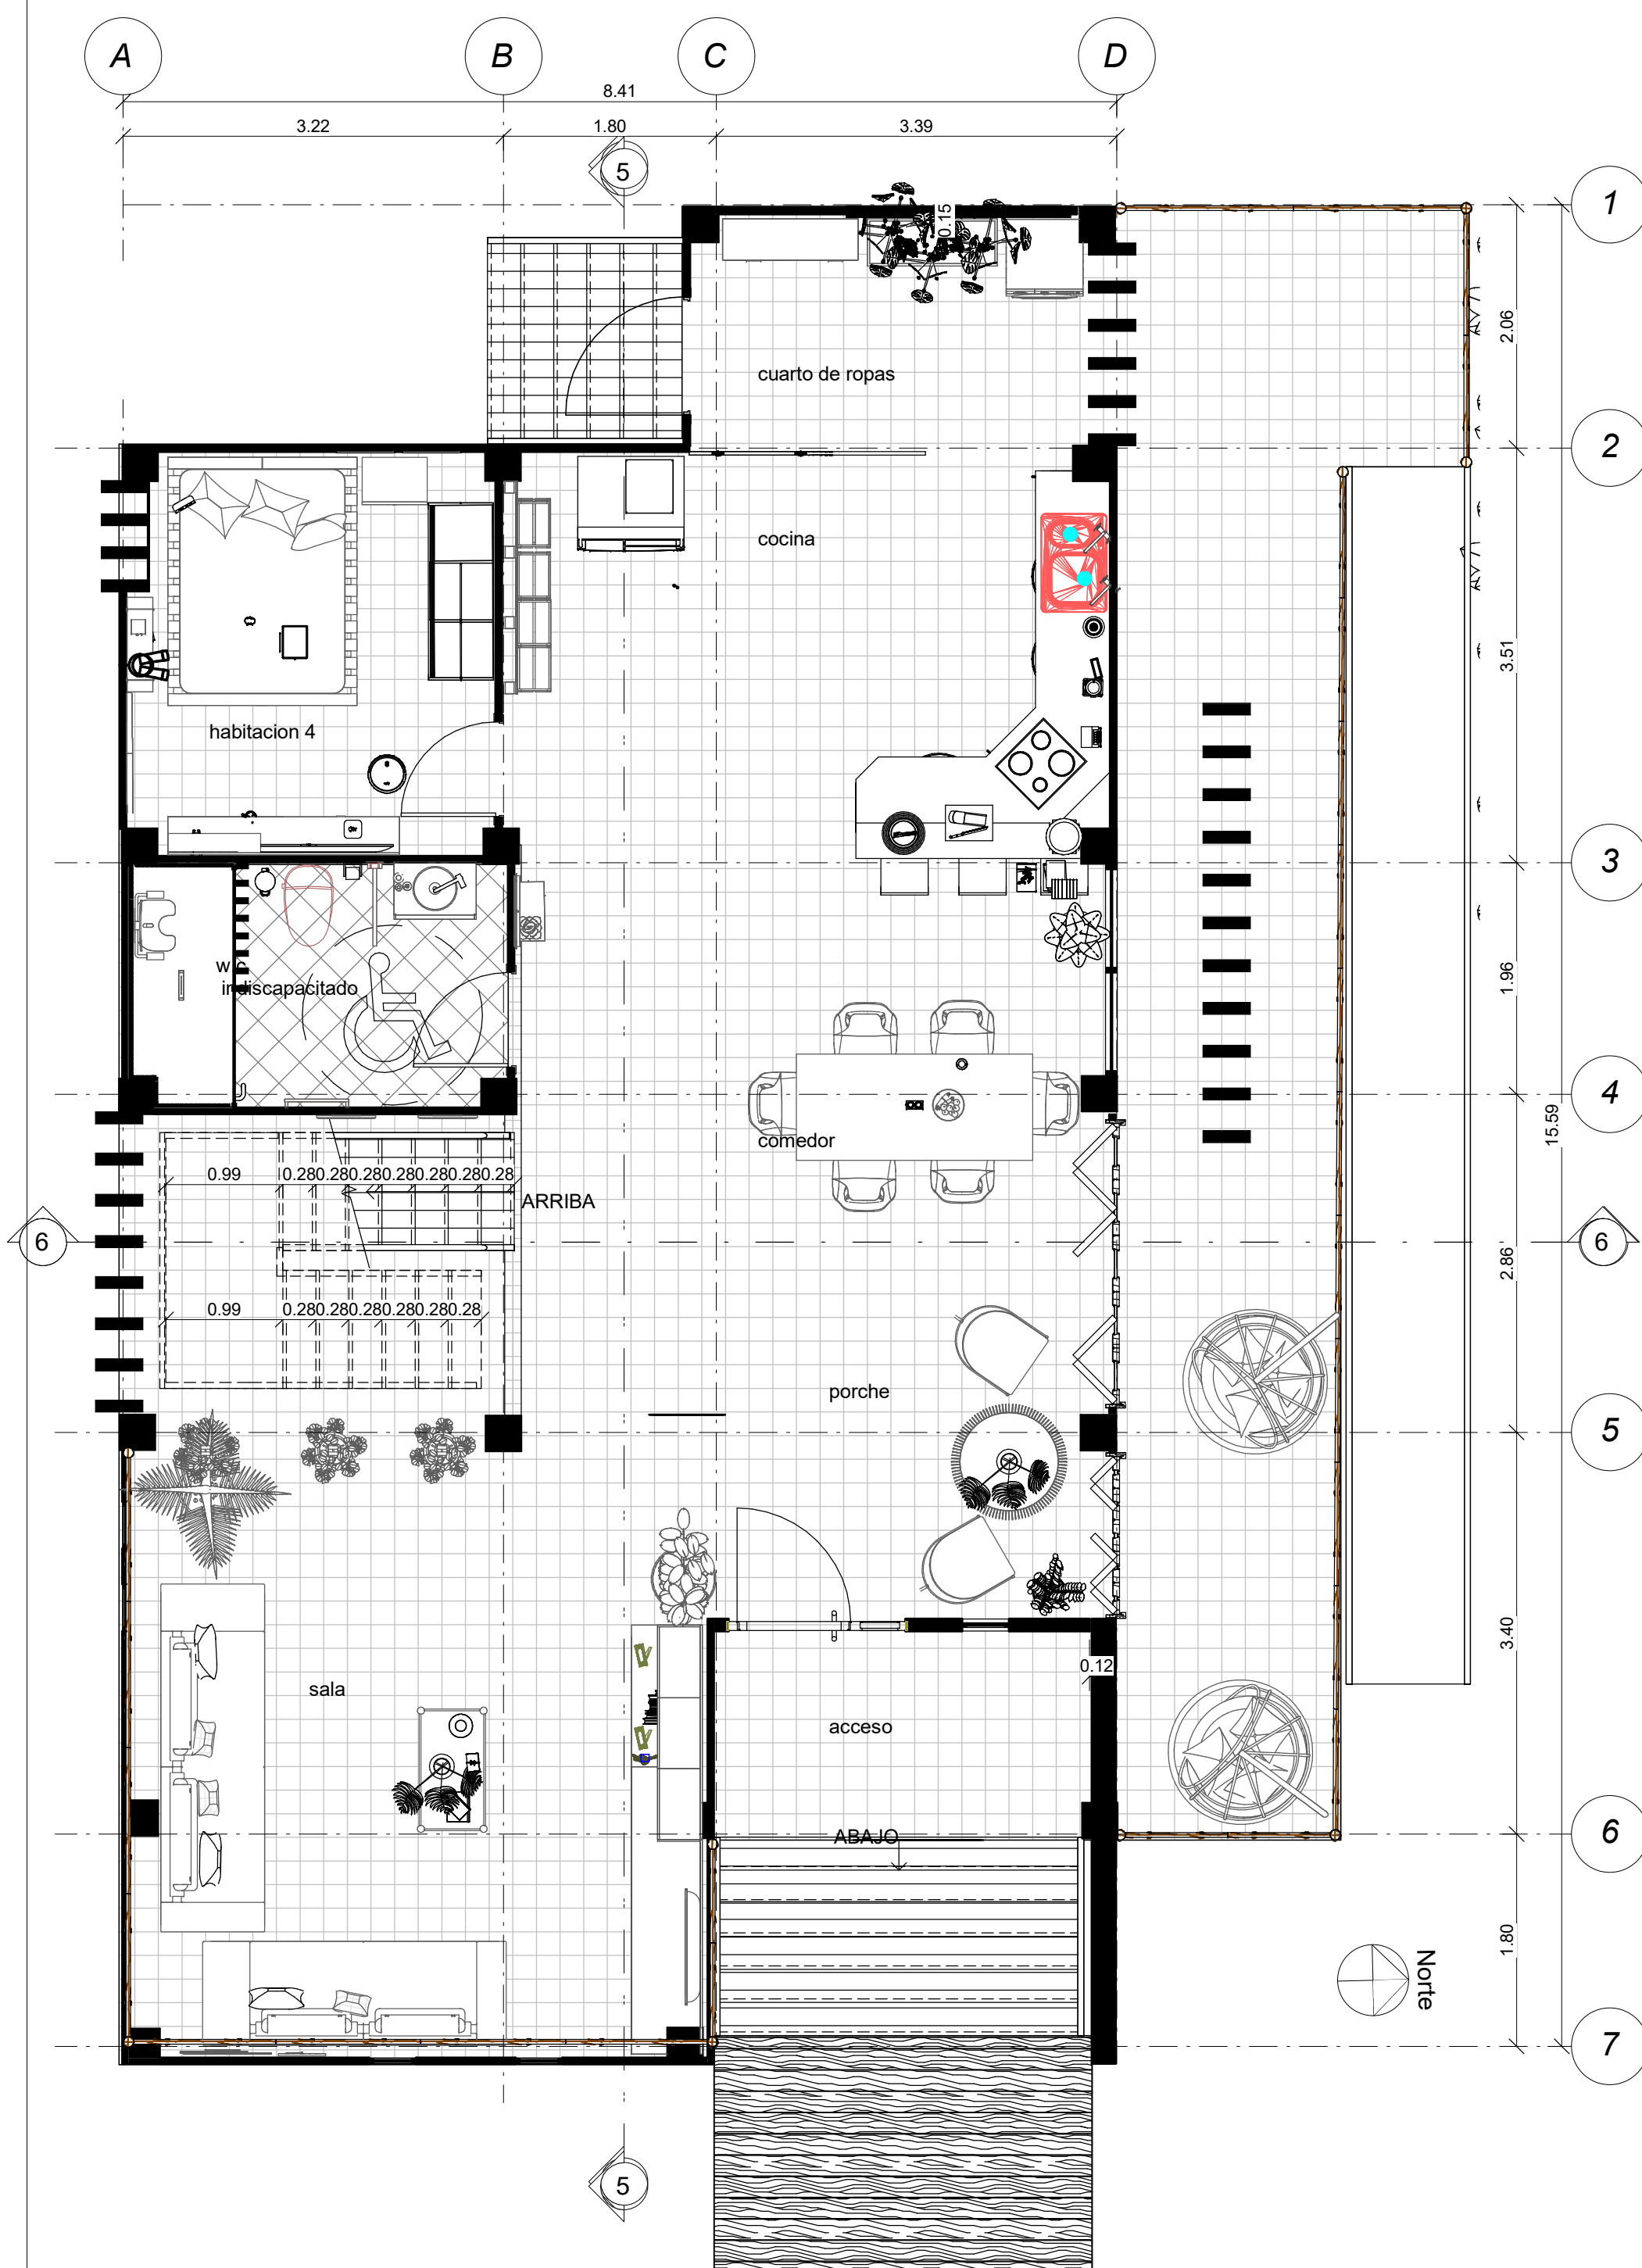 A
B
C
D
8.41
3.22
1.80
3.39
5
1
0.15
2.06
cuarto de ropas
2
cocina
3.51
habitacion 4
3
indiscapacitado
1.96
4
15.59
comedor
0.99
0.280.280.280.280.280.280.28
ARRIBA
6
6
2.86
0.99
0.280.280.280.280.280.28
porche
5
3.40
0.12
sala
acceso
ABAJO
6
1.80
Norte
7
5